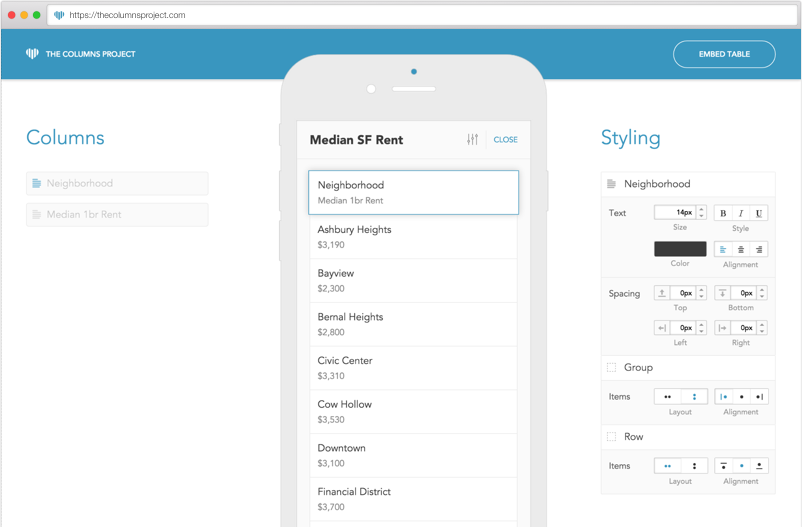 https://thecolumnsproject.com
THE COLUMNS PROJECT
EMBED TABLE
Columns
Neighborhood
Median 1br Rent
Median SF Rent
CLOSE
Neighborhood
Median 1br Rent
Ashbury Heights
$3,190
Bayview
$2,300
Bernal Heights
$2,800
Civic Center
$3,310
Cow Hollow
$3,530
Downtown
$3,100
Financial District
$3,700
Styling
Neighborhood
Text 14px B I U
Size Style
Color Alignment
Spacing 0px 0px
Top Bottom
0px 0px
Left Right
Group
Items
Layout Alignment
Row
Items
Layout Alignment